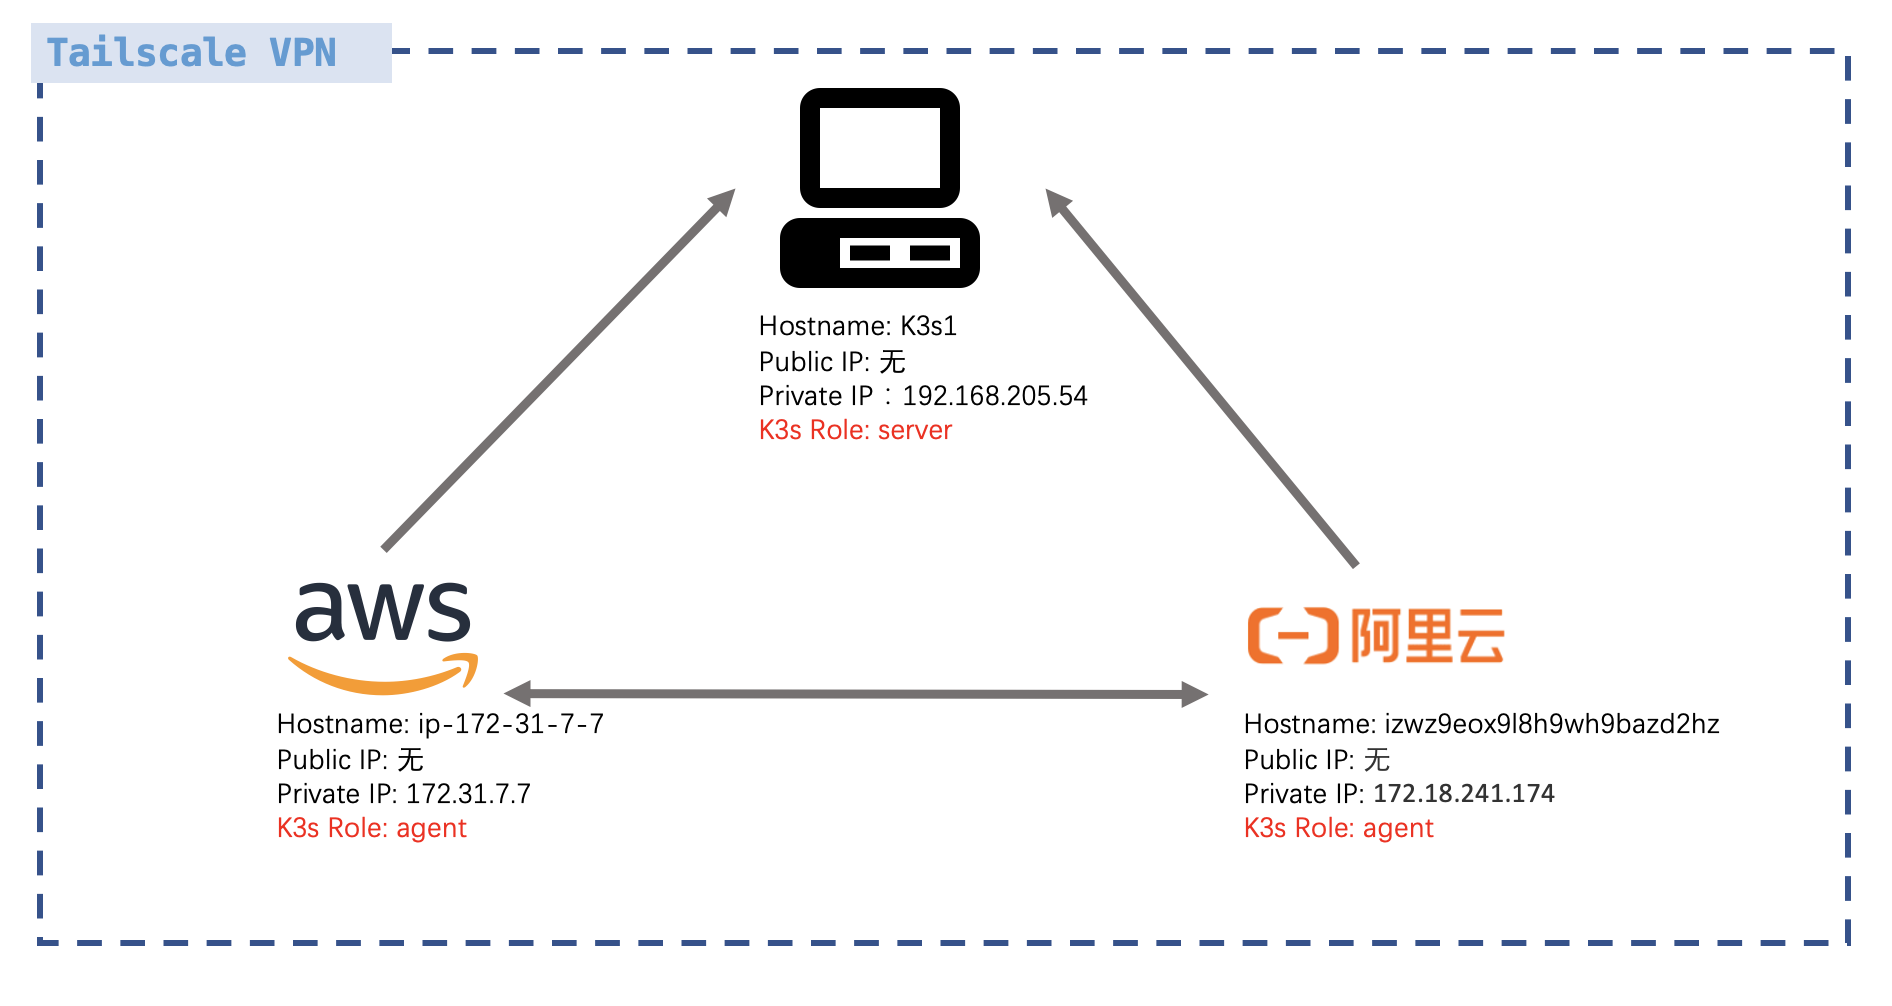 Tailscale VPN
Hostname: K3s1
Public IP: 无
Private IP：192.168.205.54
K3s Role: server
aws
Hostname: ip-172-31-7-7
Public IP: 无
Private IP: 172.31.7.7
K3s Role: agent
阿里云
Hostname: izwz9eox9l8h9wh9bazd2hz
Public IP: 无
Private IP: 172.18.241.174
K3s Role: agent